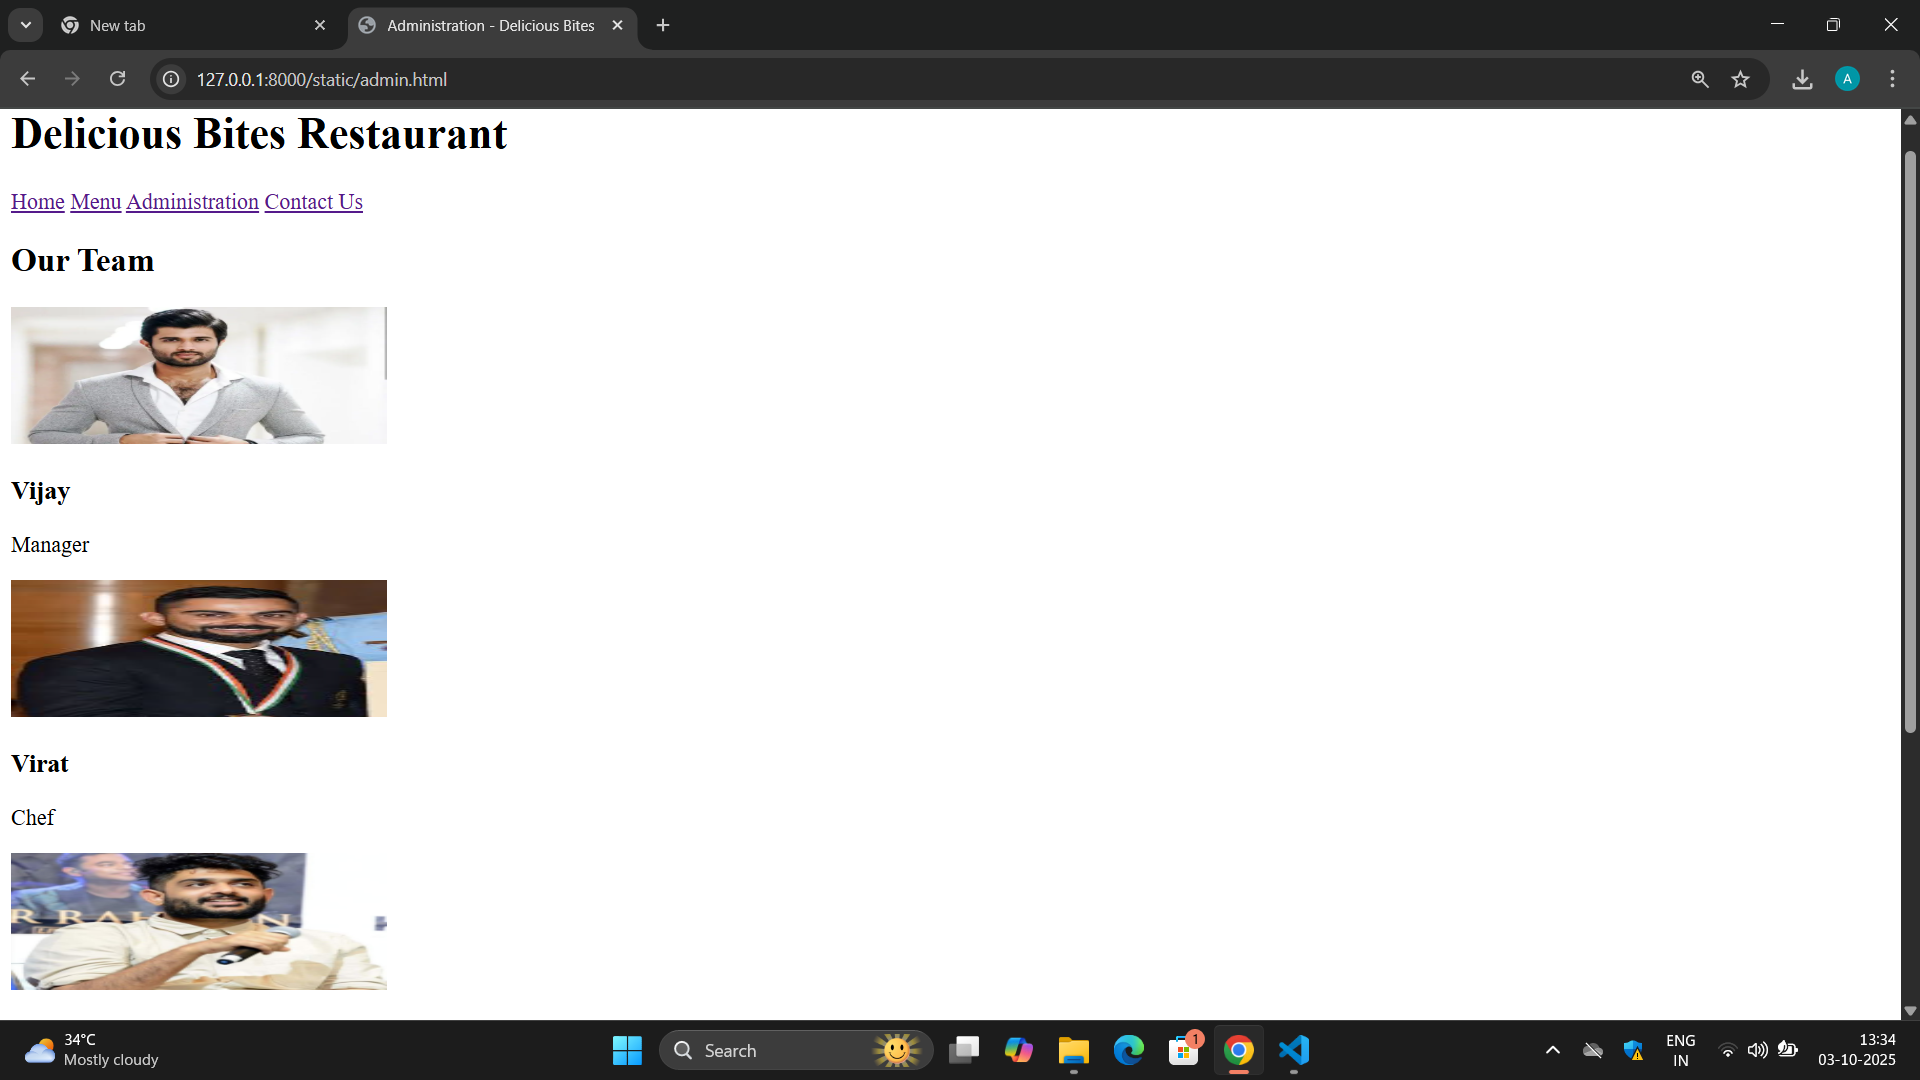 New tab
Administration - Delicious Bites
127.0.0.1:8000/static/admin.html
A
Delicious Bites Restaurant
Home Menu Administration Contact Us
Our Team
Vijay
Manager
Virat
Chef
34°C
Mostly cloudy
Search
1
ENG
IN
13:34
03-10-2025